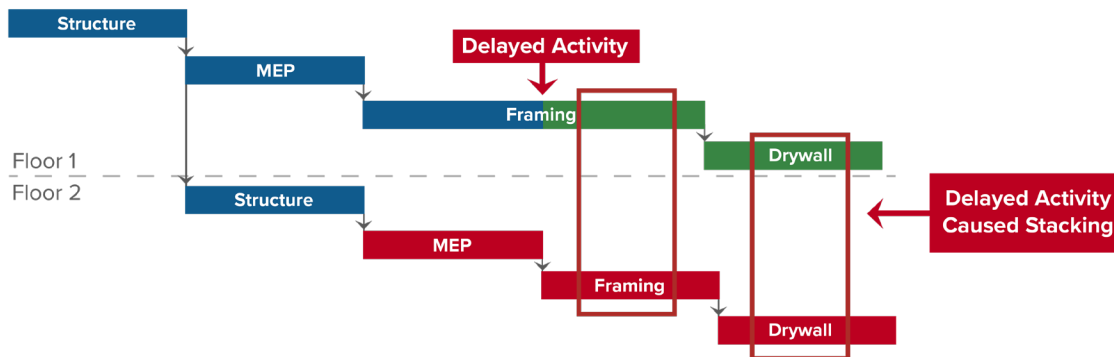 Structure
Delayed Activity
MEP
Framing
Drywall
Floor 1
Floor 2
Structure
Delayed Activity
Caused Stacking
MEP
Framing
Drywall